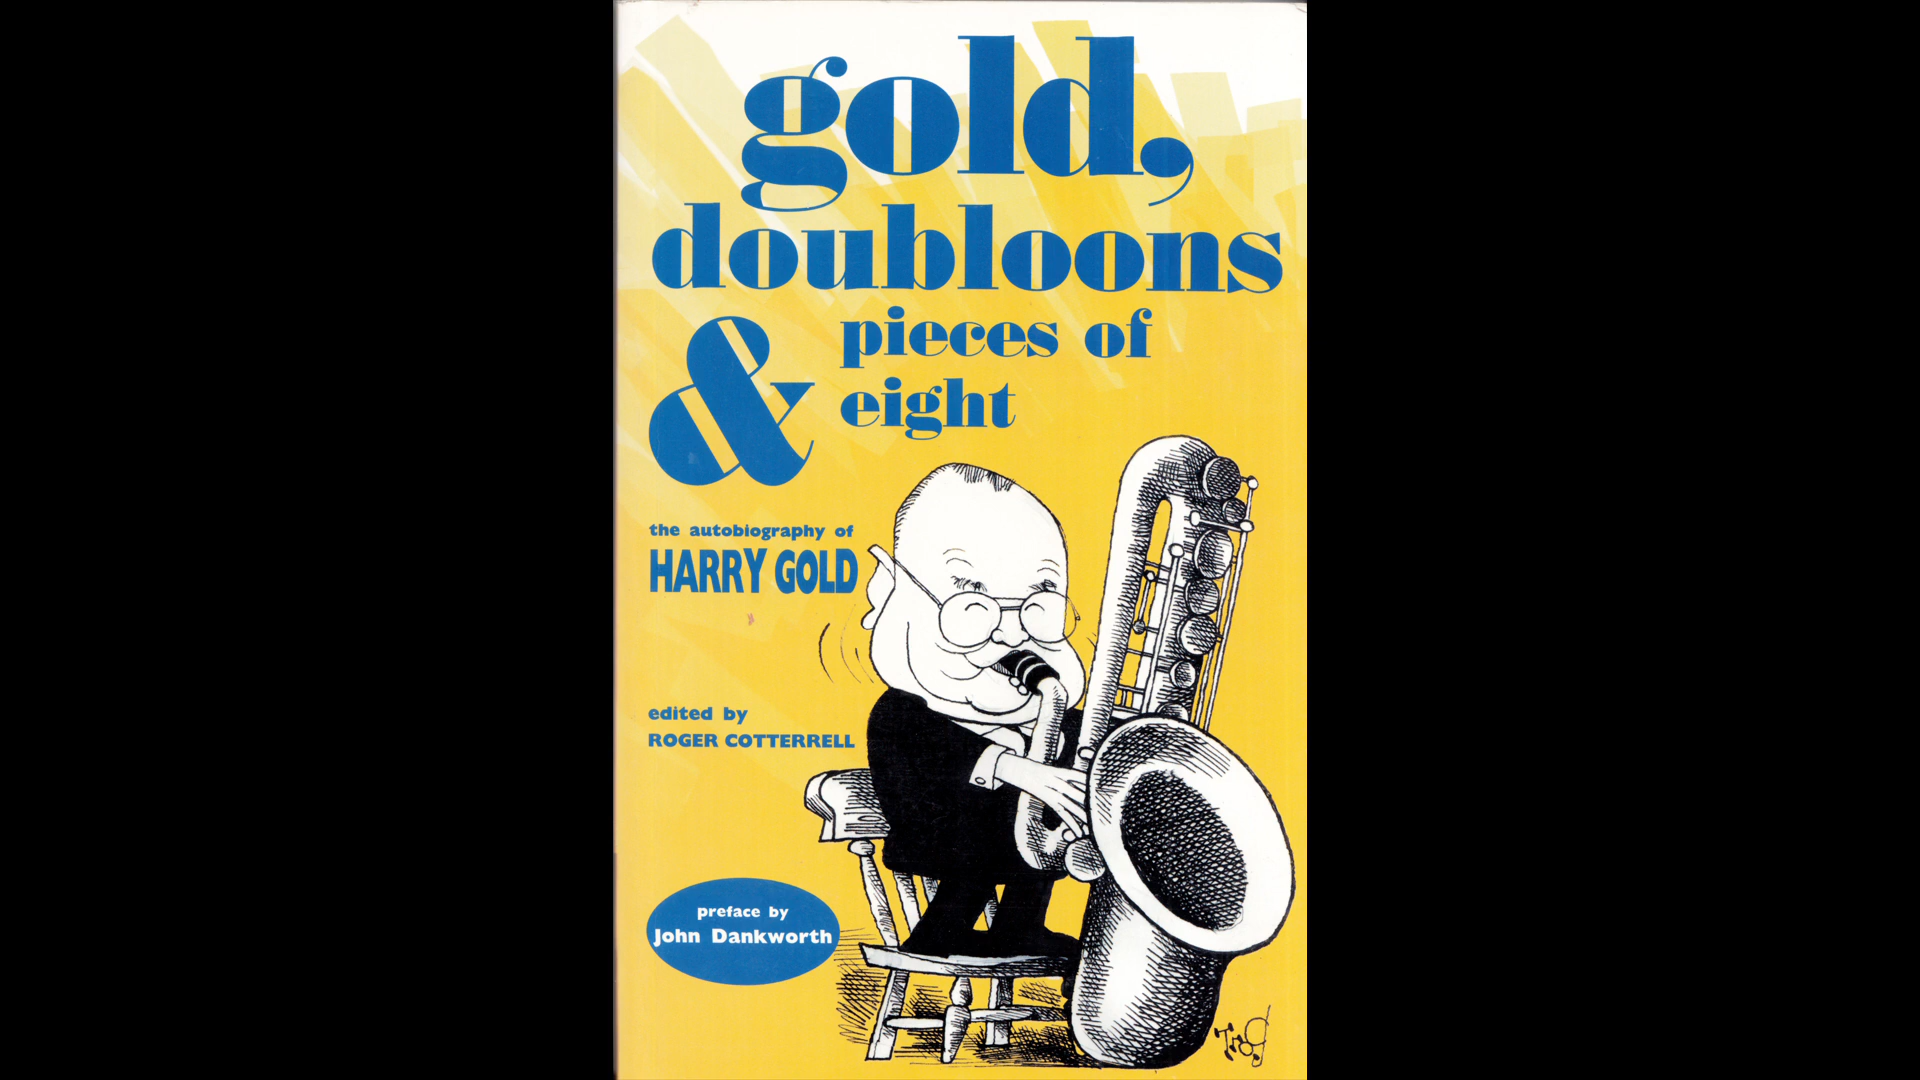 gold,
doubloons
& pieces of
eight
the autobiography of
HARRY GOLD
edited by
ROGER COTTERRELL
preface by
John Dankworth